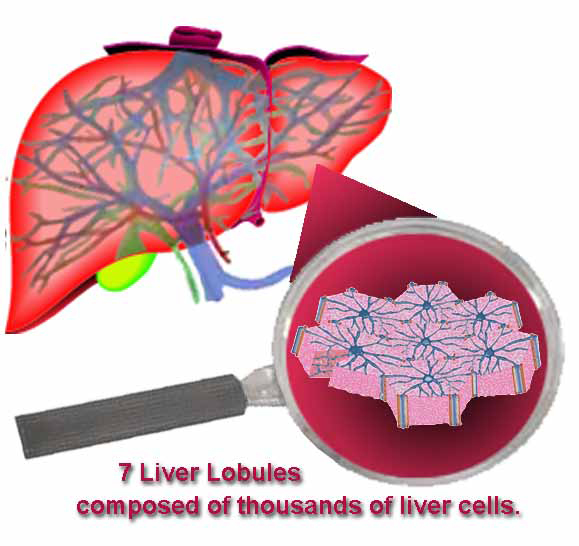 7 Liver Lobules
composed of thousands of liver cells.